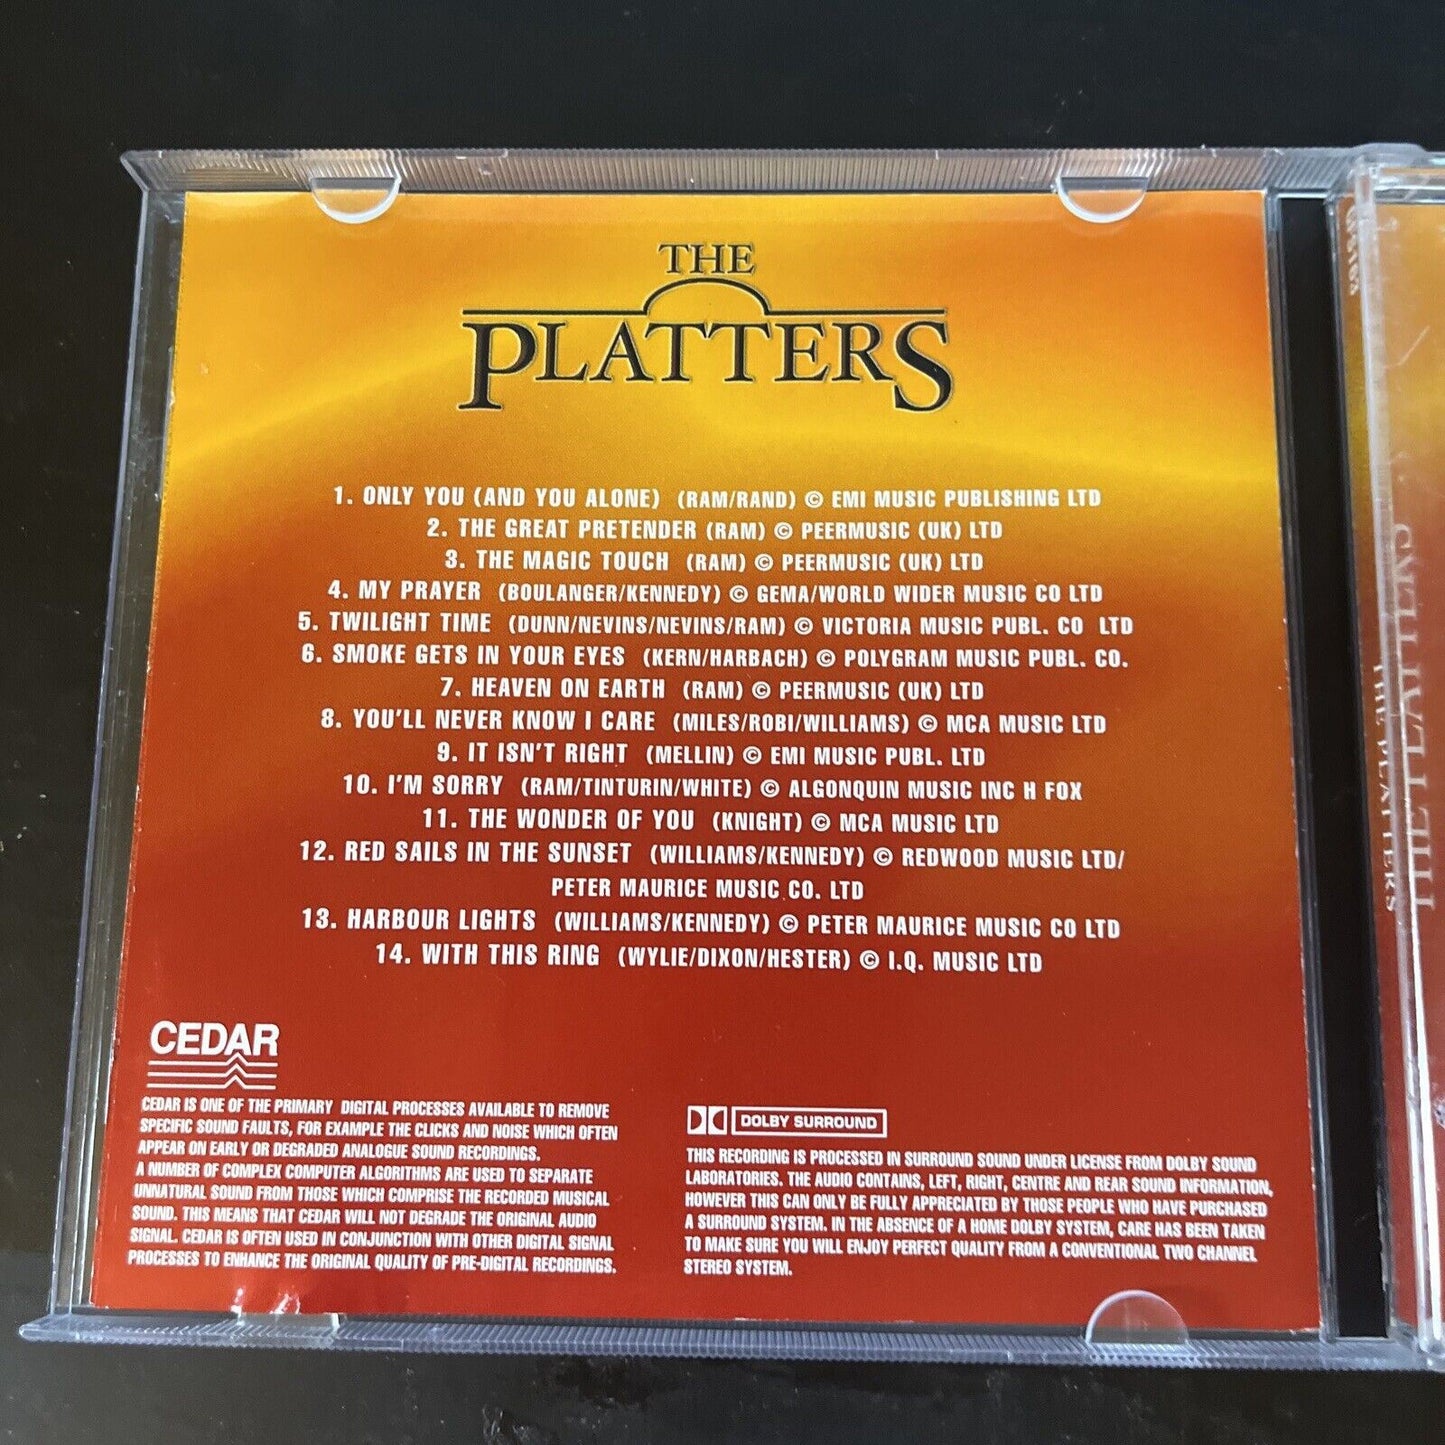 THE
PLATTERS
1. ONLY YOU (AND YOU ALONE) (RAM/RAND) © EMI MUSIC PUBLISHING LTD
2. THE GREAT PRETENDER (RAM) © PEERMUSIC (UK) LTD
3. THE MAGIC TOUCH (RAM) © PEERMUSIC (UK) LTD
4. MY PRAYER (BOULANGER/KENNEDY) © GEMA/WORLD WIDER MUSIC CO LTD
5. TWILIGHT TIME (DUNN/NEVINS/NEVINS/RAM) © VICTORIA MUSIC PUBL. CO LTD
6. SMOKE GETS IN YOUR EYES (KERN/HARBACH) © POLYGRAM MUSIC PUBL. CO.
7. HEAVEN ON EARTH (RAM) © PEERMUSIC (UK) LTD
8. YOU'LL NEVER KNOW I CARE (MILES/ROBI/WILLIAMS) © MCA MUSIC LTD
9. IT ISN'T RIGHT (MELLIN) © EMI MUSIC PUBL. LTD
10. I'M SORRY (RAM/TINTURIN/WHITE) © ALGONQUIN MUSIC INC H FOX
11. THE WONDER OF YOU (KNIGHT) © MCA MUSIC LTD
12. RED SAILS IN THE SUNSET (WILLIAMS/KENNEDY) © REDWOOD MUSIC LTD/
PETER MAURICE MUSIC CO. LTD
13. HARBOUR LIGHTS (WILLIAMS/KENNEDY) © PETER MAURICE MUSIC CO LTD
14. WITH THIS RING (WYLIE/DIXON/HESTER) © I.Q. MUSIC LTD
CEDAR
CEDAR IS ONE OF THE PRIMARY DIGITAL PROCESSES AVAILABLE TO REMOVE
SPECIFIC SOUND FAULTS, FOR EXAMPLE THE CLICKS AND NOISE WHICH OFTEN
APPEAR ON EARLY OR DEGRADED ANALOGUE SOUND RECORDINGS.
A NUMBER OF COMPLEX COMPUTER ALGORITHMS ARE USED TO SEPARATE
UNNATURAL SOUND FROM THOSE WHICH COMPRISE THE RECORDED MUSICAL
SOUND. THIS MEANS THAT CEDAR WILL NOT DEGRADE THE ORIGINAL AUDIO
SIGNAL. CEDAR IS OFTEN USED IN CONJUNCTION WITH OTHER DIGITAL SIGNAL
PROCESSES TO ENHANCE THE ORIGINAL QUALITY OF PRE-DIGITAL RECORDINGS.
DOLBY SURROUND
THIS RECORDING IS PROCESSED IN SURROUND SOUND UNDER LICENSE FROM DOLBY SOUND
LABORATORIES. THE AUDIO CONTAINS, LEFT, RIGHT, CENTRE AND REAR SOUND INFORMATION,
HOWEVER THIS CAN ONLY BE FULLY APPRECIATED BY THOSE PEOPLE WHO HAVE PURCHASED
A SURROUND SYSTEM. IN THE ABSENCE OF A HOME DOLBY SYSTEM, CARE HAS BEEN TAKEN
TO MAKE SURE YOU WILL ENJOY PERFECT QUALITY FROM A CONVENTIONAL TWO CHANNEL
STEREO SYSTEM.
THE PLATTERS
THE PLATTERS